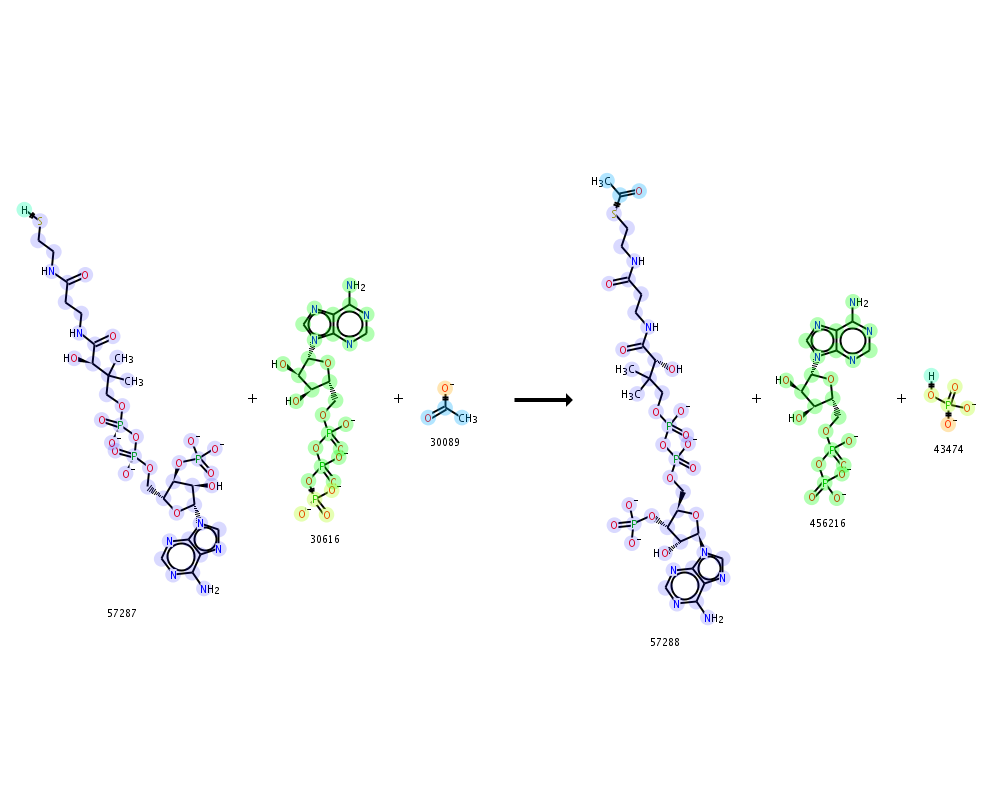 H
S
HN
O
HN
O
HO
CH3
CH3
O
O
P
O-
O
O
P
O-
O
O-
O-
P
O
O
OH
O
N
N
N
N
N
NH2
57287
+
NH2
N
N
N
N
N
HO
O
HO
O
P
O-
O
O
P
O-
O
O
P
O-
O-
O
30616
+
O-
O
CH3
30089
H3C
O
S
NH
O
NH
O
OH
H3C
H3C
O
O-
P
O
O
O-
P
O
O
O-
O
P
O
O-
O
HO
N
N
N
N
N
NH2
57288
+
NH2
N
N
N
N
HO
O
HO
O
P
O-
O
O
P
O
O-
456216
+
H
O
O
P
O-
O-
43474